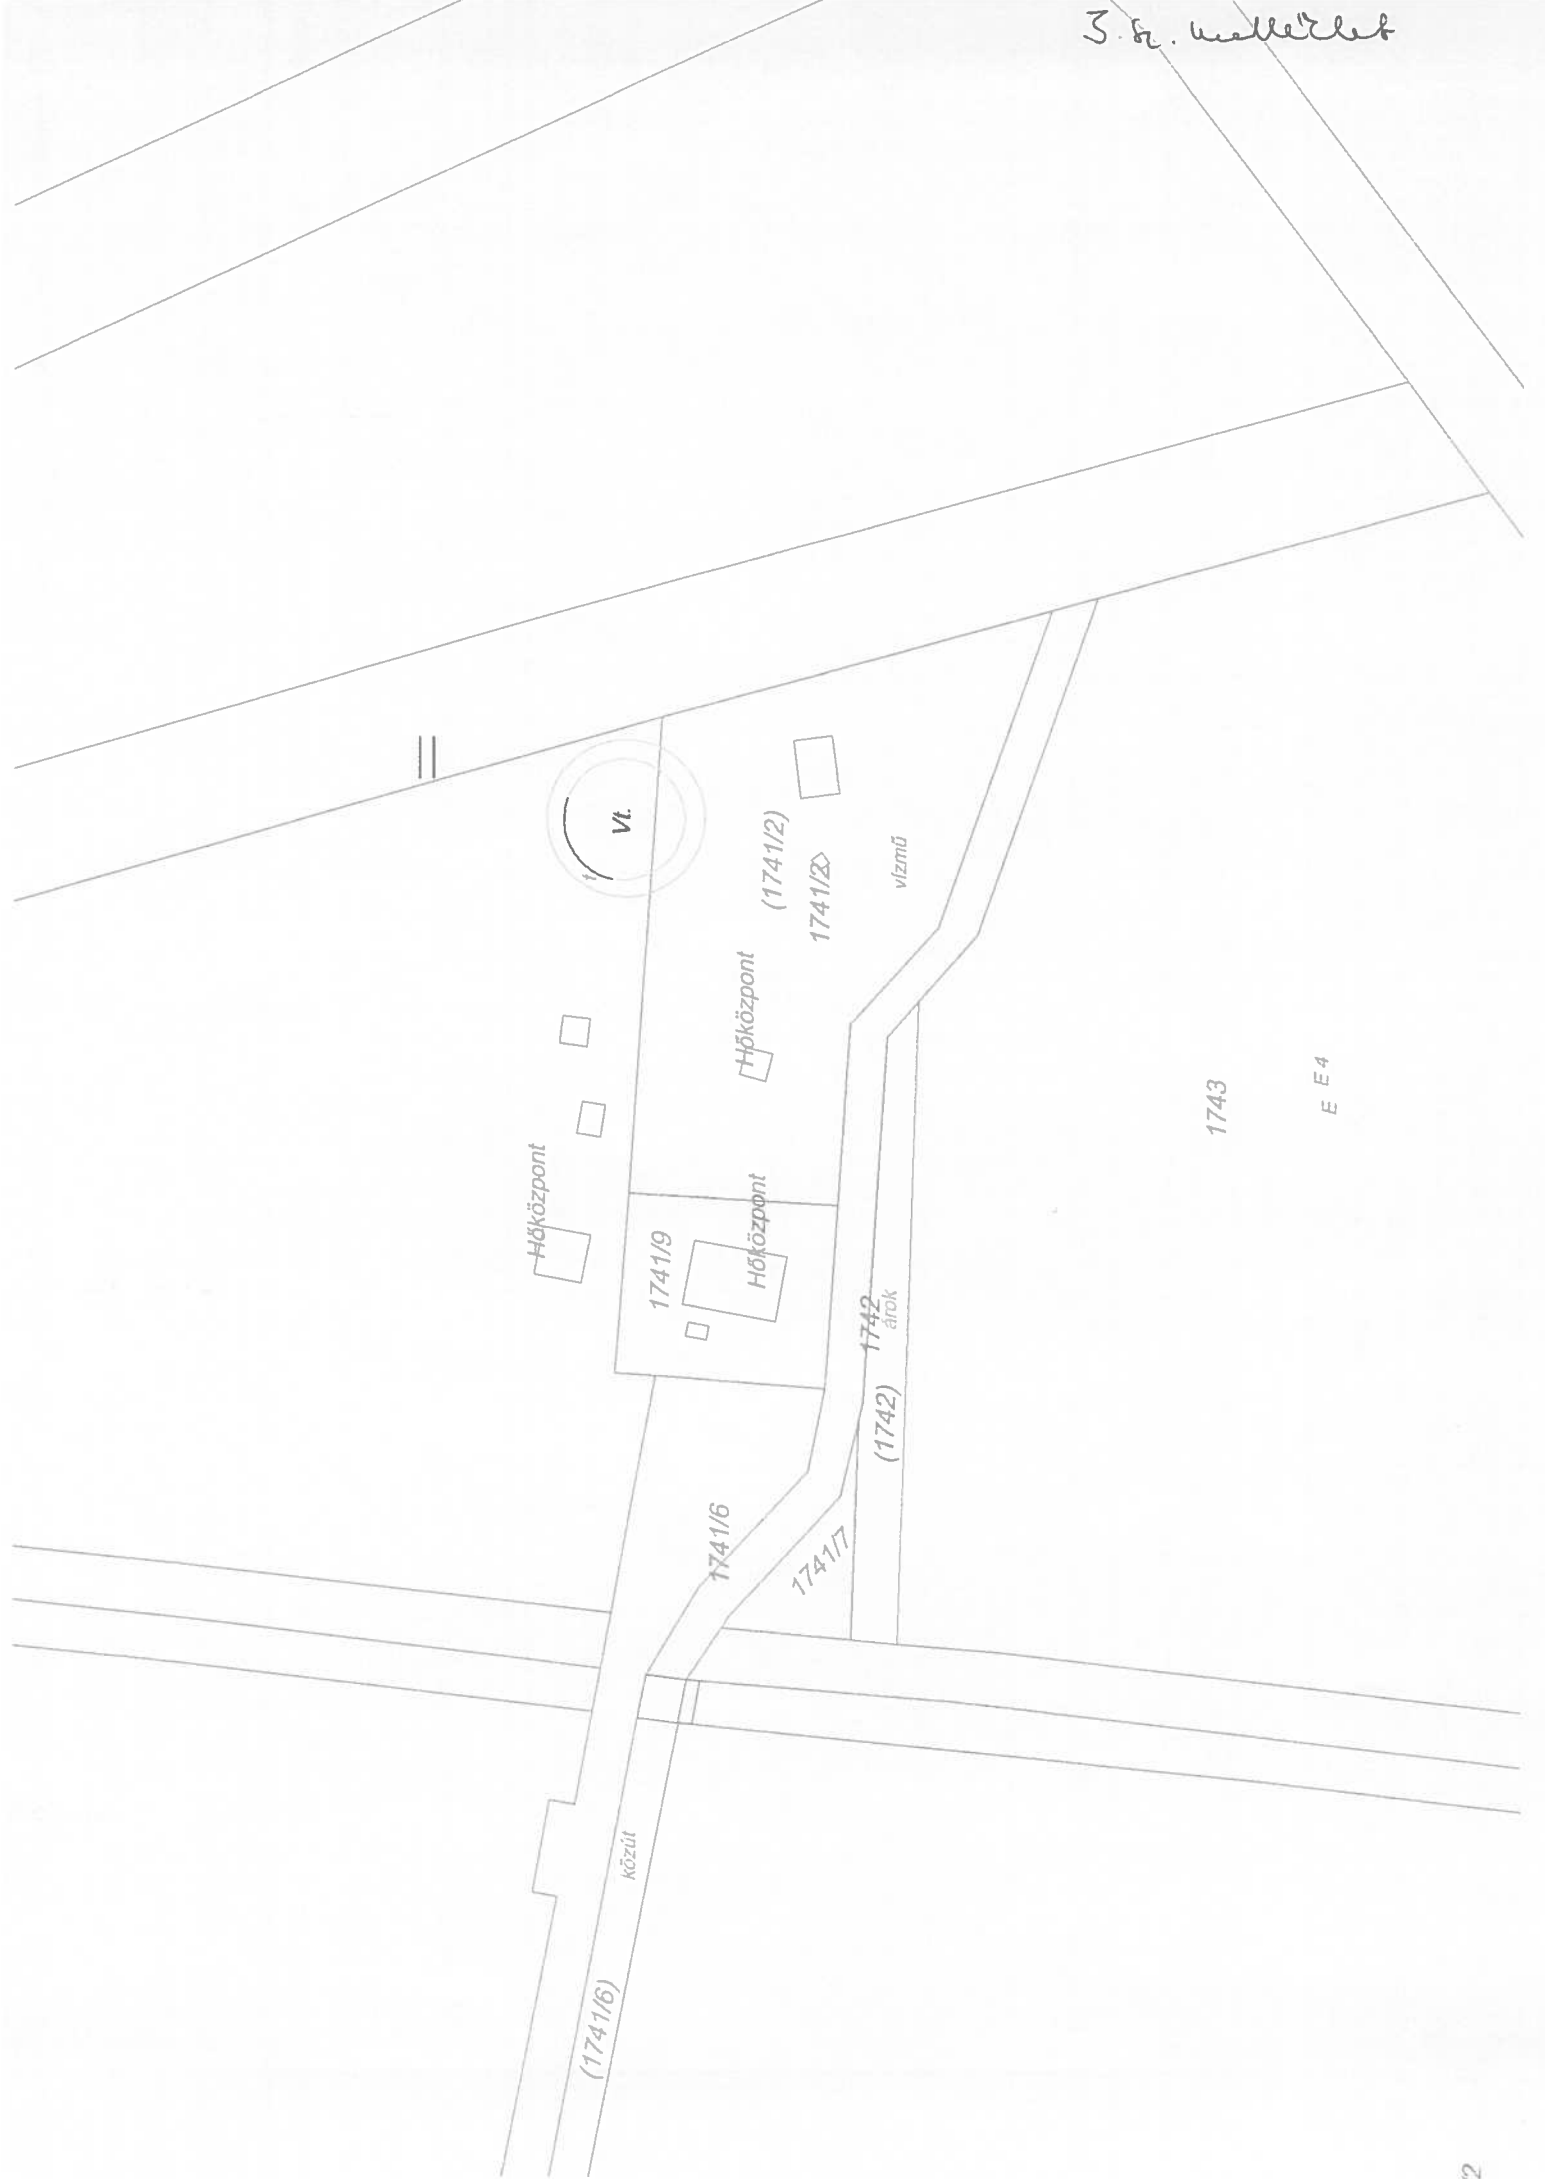 3. sz. melléklet
Vt.
t
(1741/2)
1741/2
vízmű
Hőközpont
Hőközpont
Hőközpont
1741/9
1743
E E 4
1742
árok
(1742)
1741/6
1741/7
közút
(1741/6)